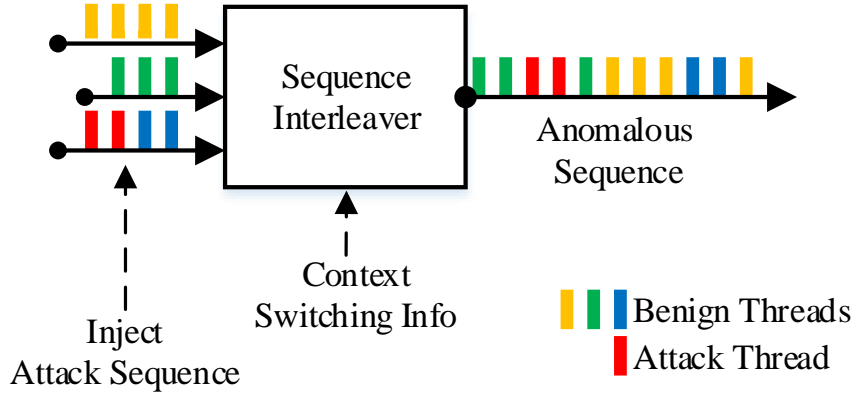 Sequence
Interleaver
Anomalous
Sequence
Context
Switching Info
Inject
Attack Sequence
Benign Threads
Attack Thread